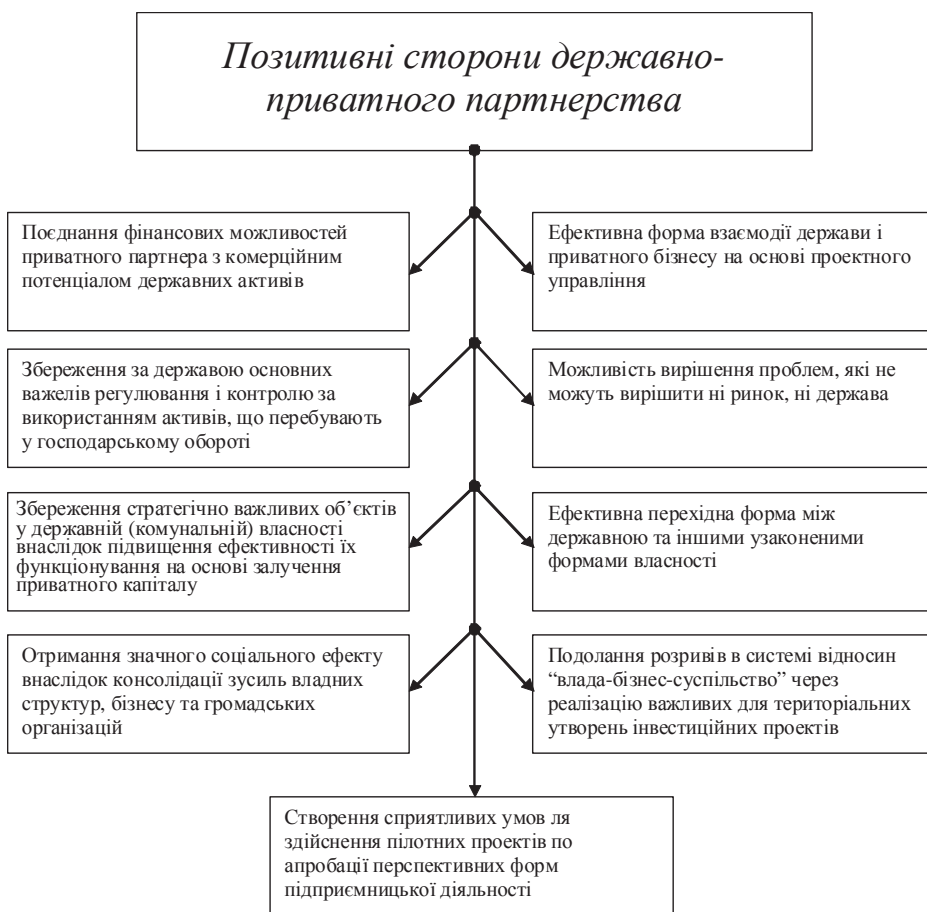 Позитивні сторони державно-
приватного партнерства
Поєднання фінансових можливостей
приватного партнера з комерційним
потенціалом державних активів
Ефективна форма взаємодії держави і
приватного бізнесу на основі проектного
управління
Збереження за державою основних
важелів регулювання і контролю за
використанням активів, що перебувають
у господарському обороті
Можливість вирішення проблем, які не
можуть вирішити ні ринок, ні держава
Збереження стратегічно важливих об’єктів
у державній (комунальній) власності
внаслідок підвищення ефективності їх
функціонування на основі залучення
приватного капіталу
Ефективна перехідна форма між
державною та іншими узаконеними
формами власності
Отримання значного соціального ефекту
внаслідок консолідації зусиль владних
структур, бізнесу та громадських
організацій
Подолання розривів в системі відносин
“влада-бізнес-суспільство” через
реалізацію важливих для територіальних
утворень інвестиційних проектів
Створення сприятливих умов ля
здійснення пілотних проектів по
апробації перспективних форм
підприємницької діяльності